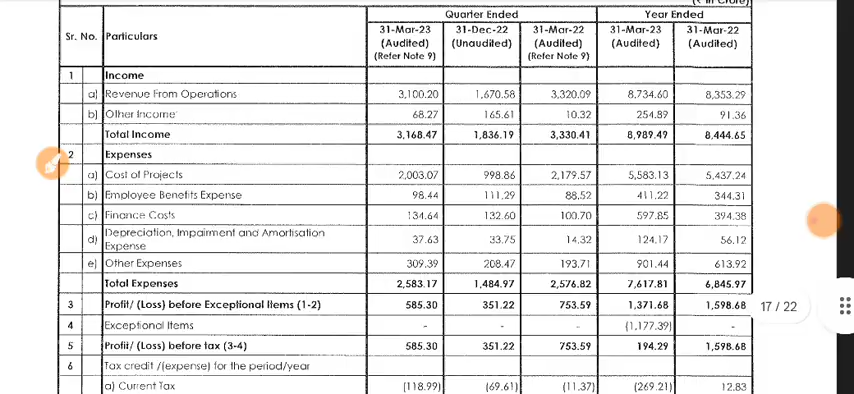 (₹ in Crore)
Quarter Ended Year Ended
Sr. No. Particulars 31-Mar-23 31-Dec-22 31-Mar-22 31-Mar-23 31-Mar-22
(Audited) (Unaudited) (Audited) (Audited) (Audited)
(Refer Note 9) (Refer Note 9)
1 Income
a) Revenue From Operations 3,100.20 1,670.58 3,320.09 8,734.60 8,353.29
b) Other Income 68.27 165.61 10.32 254.89 91.36
Total Income 3,168.47 1,836.19 3,330.41 8,989.49 8,444.65
2 Expenses
a) Cost of Projects 2,003.07 998.86 2,179.57 5,583.13 5,437.24
b) Employee Benefits Expense 98.44 111.29 88.52 411.22 344.31
c) Finance Costs 134.64 132.60 100.70 597.85 394.38
d) Depreciation, Impairment and Amortisation
Expense 37.63 33.75 14.32 124.17 56.12
e) Other Expenses 309.39 208.47 193.71 901.44 613.92
Total Expenses 2,583.17 1,484.97 2,576.82 7,617.81 6,845.97
3 Profit/ (Loss) before Exceptional Items (1-2) 585.30 351.22 753.59 1,371.68 1,598.68
17 / 22
4 Exceptional Items - - - (1,177.39) -
5 Profit/ (Loss) before tax (3-4) 585.30 351.22 753.59 194.29 1,598.68
6 Tax credit /(expense) for the period/year
a) Current Tax (118.99) (69.61) (11.37) (269.21) 12.83